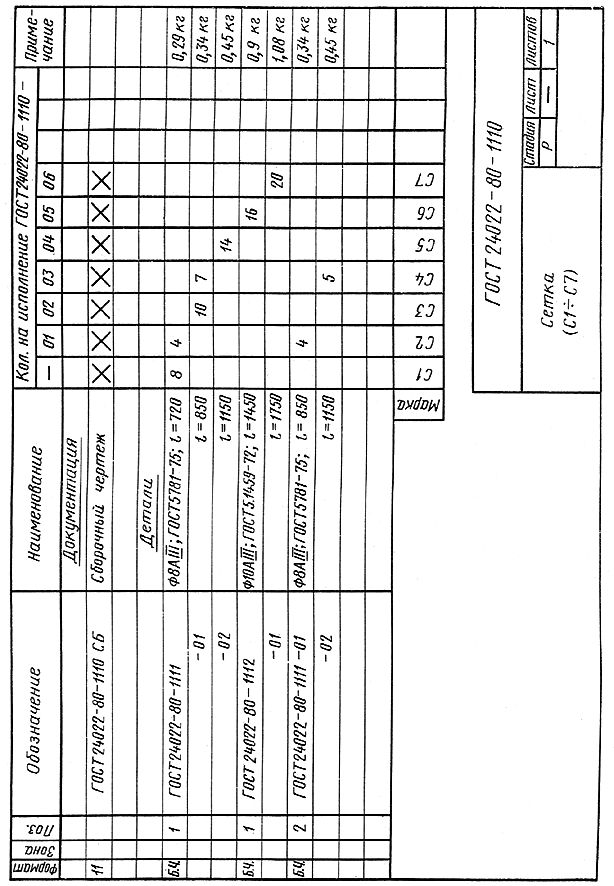 Формат Зона Поз. Обозначение Наименование Кол. на исполнение ГОСТ 24022-80-1110 – Приме-
чание
— 01 02 03 04 05 06
Документация
11 ГОСТ 24022-80-1110 СБ Сборочный чертеж X X X X X X X
Детали
Б.Ч. 1 ГОСТ 24022-80-1111 Ф8АIII; ГОСТ 5781-75; l = 720 8 4 0,29 кг
-01 l = 850 10 7 0,34 кг
-02 l = 1150 14 0,45 кг
Б.Ч. 1 ГОСТ 24022-80-1112 Ф10АIII; ГОСТ 5.1459-72; l = 1450 16 0,9 кг
-01 l = 1750 20 1,08 кг
Б.Ч. 2 ГОСТ 24022-80-1111-01 Ф8АIII; ГОСТ 5781-75; l = 850 4 0,34 кг
-02 l = 1150 5 0,45 кг
Марка С1 С2 С3 С4 С5 С6 С7
ГОСТ 24022-80-1110
Сетка
(С1÷С7)
Стадия Лист Листов
Р — 1